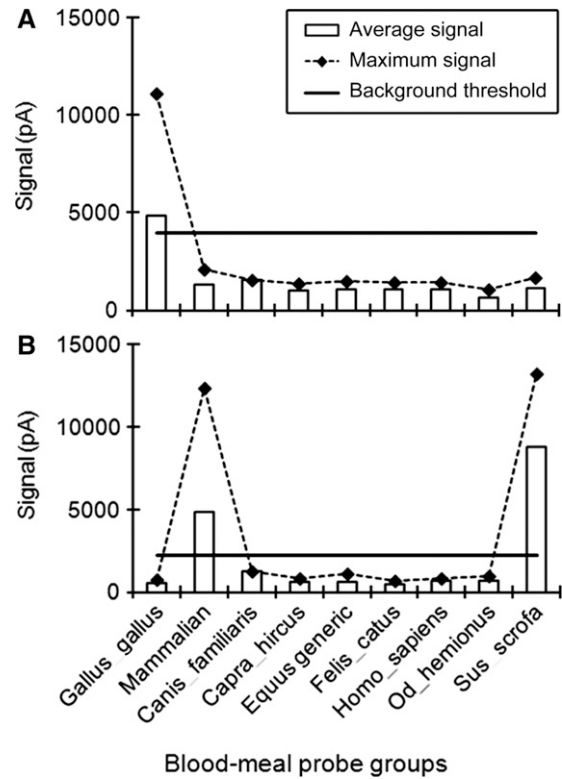 A
15000
10000
5000
0
Signal (pA)
Average signal
Maximum signal
Background threshold
B
15000
10000
5000
0
Signal (pA)
Gallus_gallus
Mammalian
Canis_familiaris
Capra_hircus
Equus generic
Felis_catus
Homo_sapiens
Od_hemionus
Sus_scrofa
Blood-meal probe groups